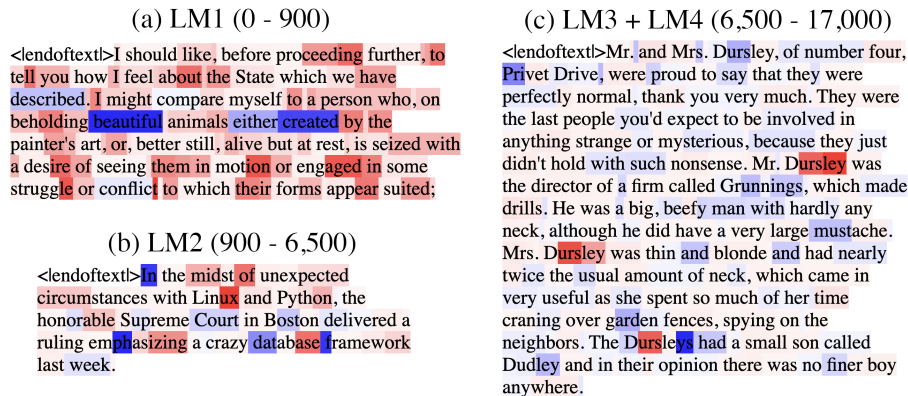 (a) LM1 (0 - 900)
<lendoftextl>I should like, before proceeding further, to
tell you how I feel about the State which we have
described. I might compare myself to a person who, on
beholding beautiful animals either created by the
painter's art, or, better still, alive but at rest, is seized with
a desire of seeing them in motion or engaged in some
struggle or conflict to which their forms appear suited;
(b) LM2 (900 - 6,500)
<lendoftextl>In the midst of unexpected
circumstances with Linux and Python, the
honorable Supreme Court in Boston delivered a
ruling emphasizing a crazy database framework
last week.
(c) LM3 + LM4 (6,500 - 17,000)
<lendoftextl>Mr. and Mrs. Dursley, of number four,
Privet Drive, were proud to say that they were
perfectly normal, thank you very much. They were
the last people you'd expect to be involved in
anything strange or mysterious, because they just
didn't hold with such nonsense. Mr. Dursley was
the director of a firm called Grunnings, which made
drills. He was a big, beefy man with hardly any
neck, although he did have a very large mustache.
Mrs. Dursley was thin and blonde and had nearly
twice the usual amount of neck, which came in
very useful as she spent so much of her time
craning over garden fences, spying on the
neighbors. The Dursleys had a small son called
Dudley and in their opinion there was no finer boy
anywhere.